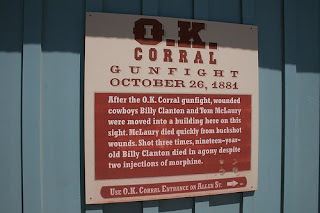 O.K.
CORRAL
GUNFIGHT
OCTOBER 26, 1881
After the O.K. Corral gunfight, wounded
cowboys Billy Clanton and Tom McLaury
were moved into a building here on this
sight. McLaury died quickly from buckshot
wounds. Shot three times, nineteen-year-
old Billy Clanton died in agony despite
two injections of morphine.
USE O.K. CORRAL ENTRANCE ON ALLEN ST.